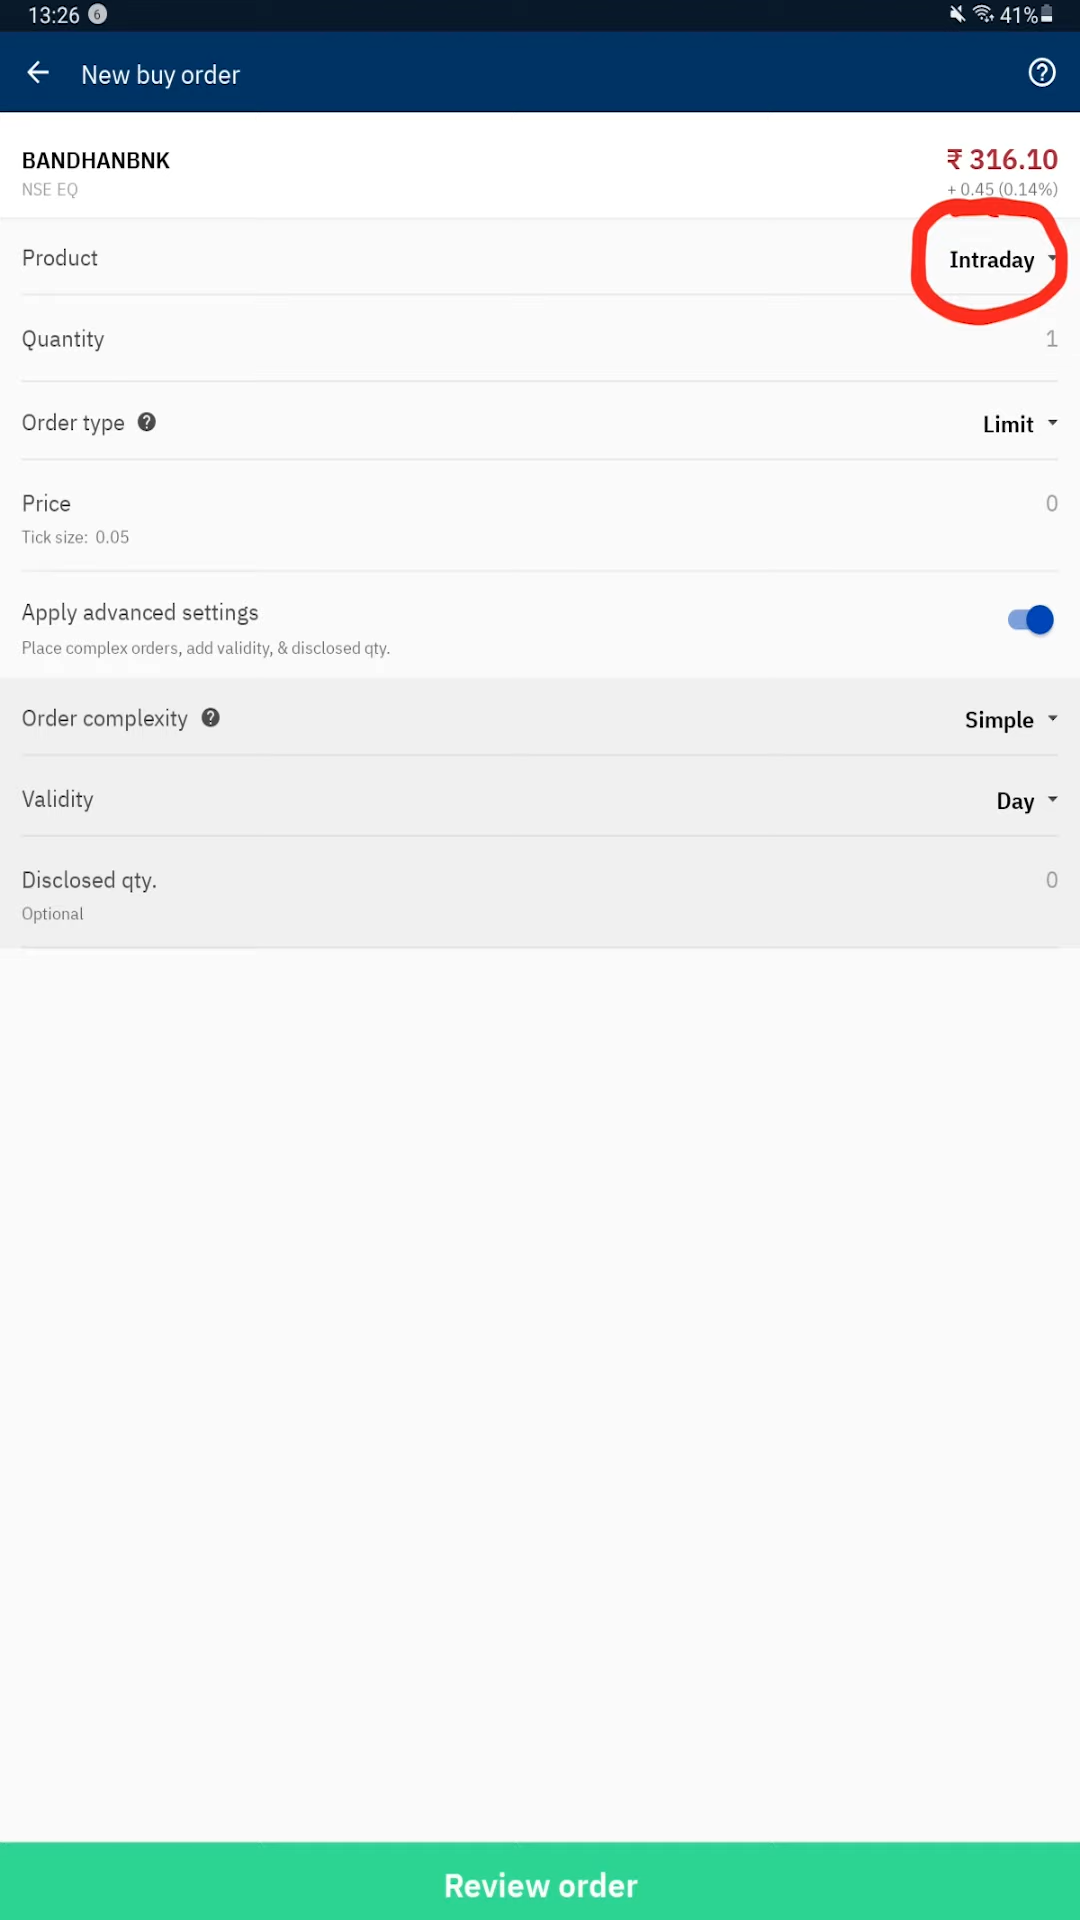 13:26 6 41%
New buy order
BANDHANBNK ₹ 316.10
NSE EQ + 0.45 (0.14%)
Product Intraday
Quantity 1
Order type Limit
Price 0
Tick size: 0.05
Apply advanced settings
Place complex orders, add validity, & disclosed qty.
Order complexity Simple
Validity Day
Disclosed qty. 0
Optional
Review order